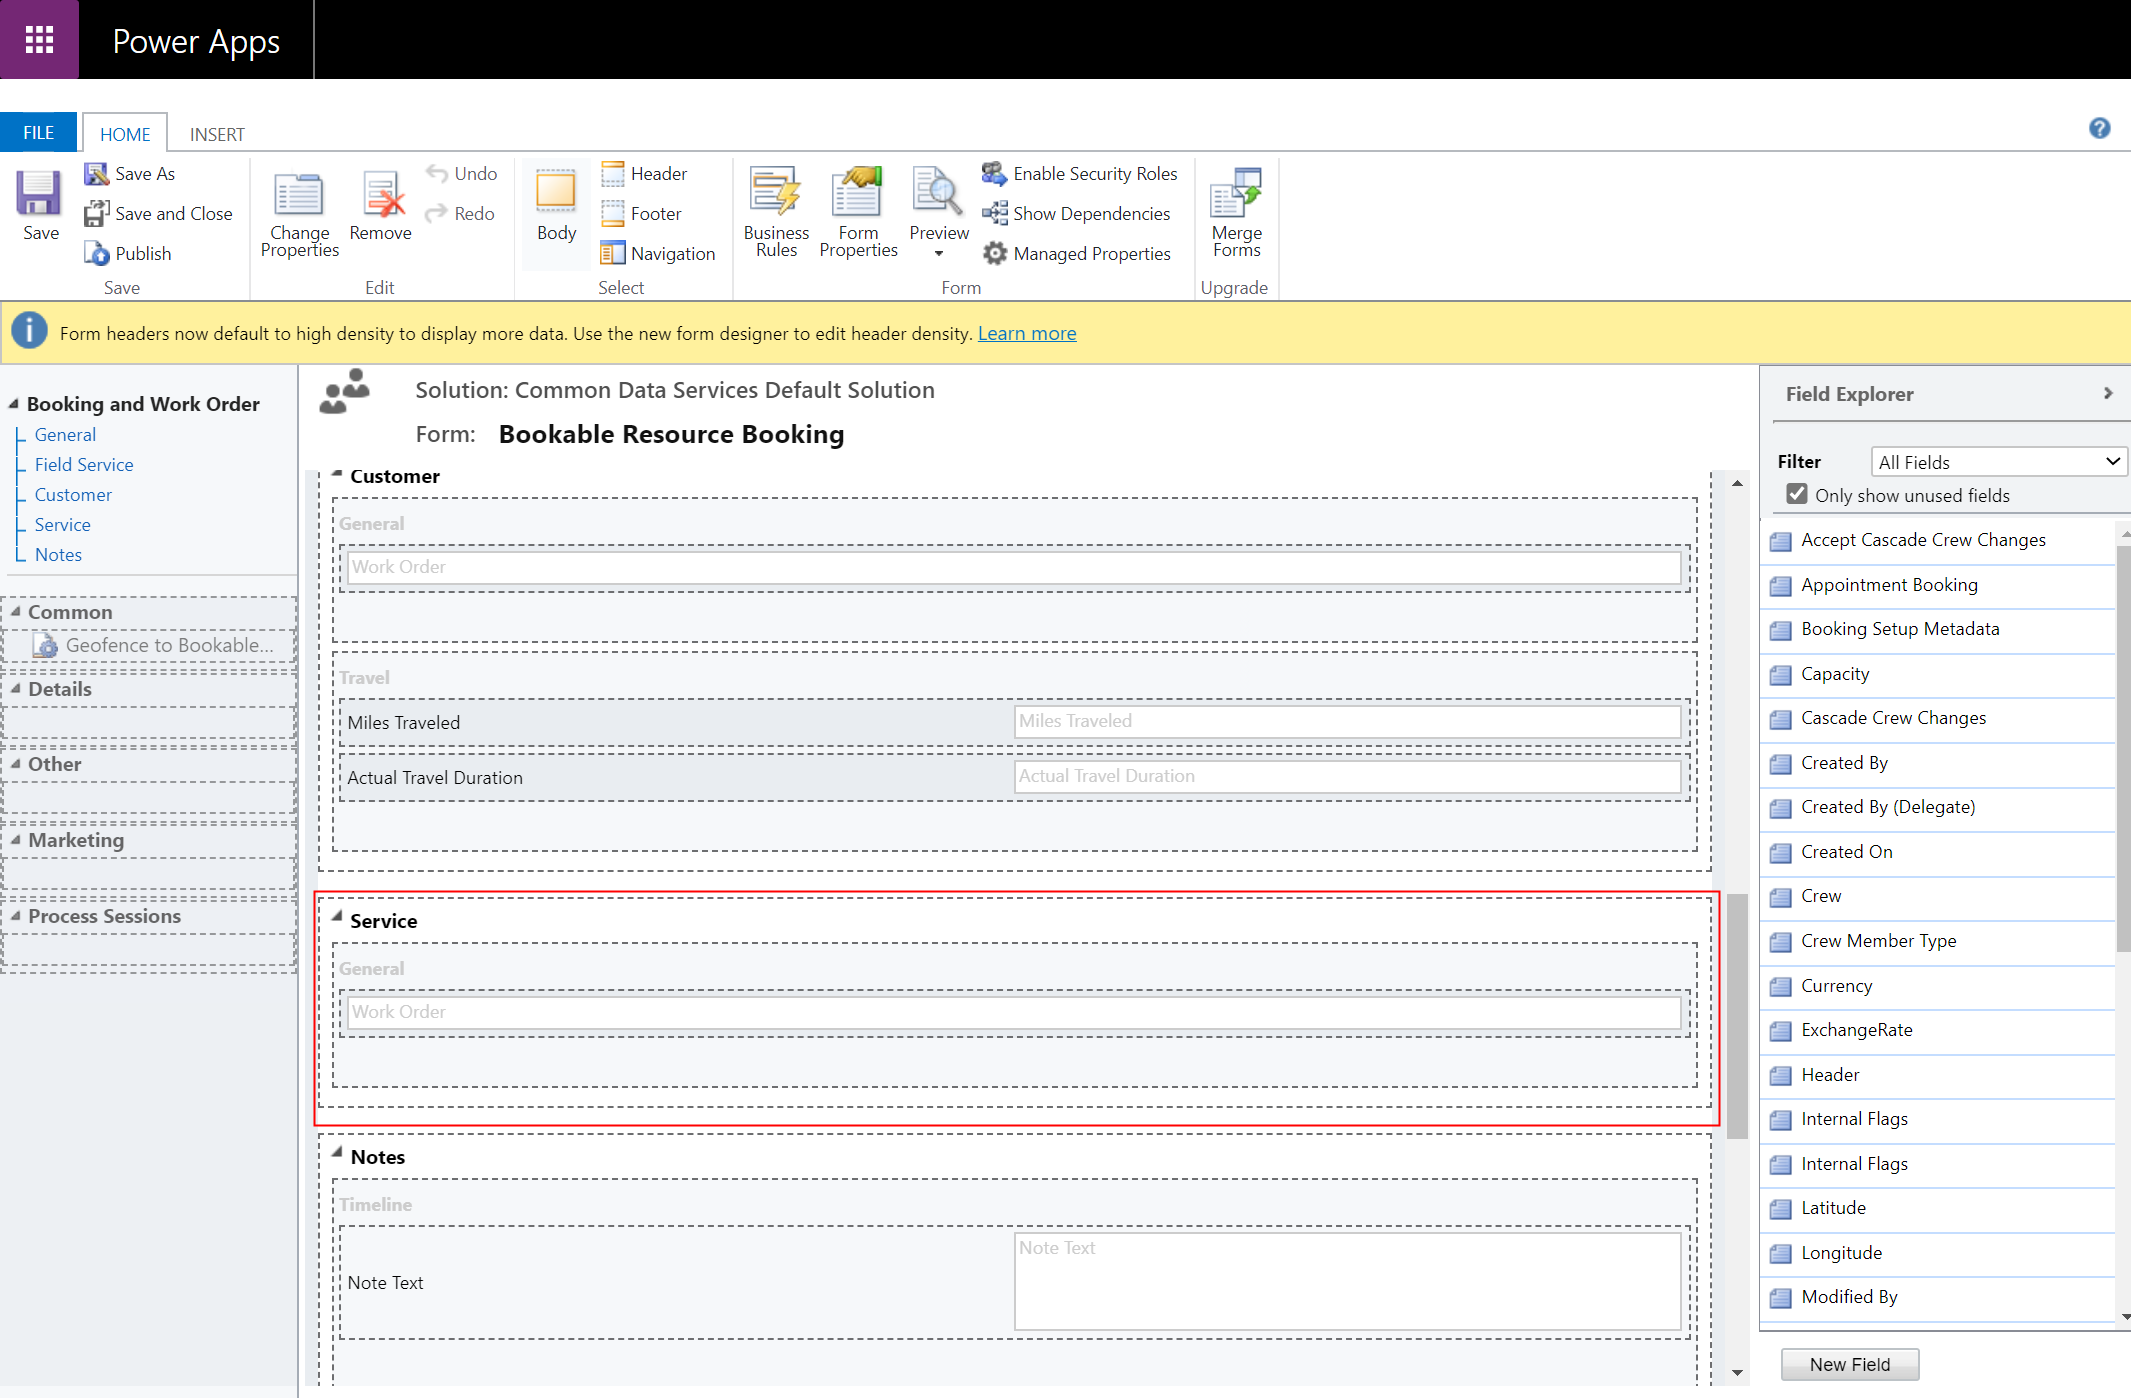 Power Apps
FILE
HOME
INSERT
Save
Save As
Save and Close
Publish
Save
Change Properties
Remove
Undo
Redo
Edit
Body
Header
Footer
Navigation
Select
Business Rules
Form Properties
Preview
Enable Security Roles
Show Dependencies
Managed Properties
Form
Merge Forms
Upgrade
Form headers now default to high density to display more data. Use the new form designer to edit header density. Learn more
Booking and Work Order
General
Field Service
Customer
Service
Notes
Common
Geofence to Bookable...
Details
Other
Marketing
Process Sessions
Solution: Common Data Services Default Solution
Form: Bookable Resource Booking
Customer
General
Work Order
Travel
Miles Traveled
Miles Traveled
Actual Travel Duration
Actual Travel Duration
Service
General
Work Order
Notes
Timeline
Note Text
Note Text
Field Explorer
Filter
All Fields
Only show unused fields
Accept Cascade Crew Changes
Appointment Booking
Booking Setup Metadata
Capacity
Cascade Crew Changes
Created By
Created By (Delegate)
Created On
Crew
Crew Member Type
Currency
ExchangeRate
Header
Internal Flags
Internal Flags
Latitude
Longitude
Modified By
New Field